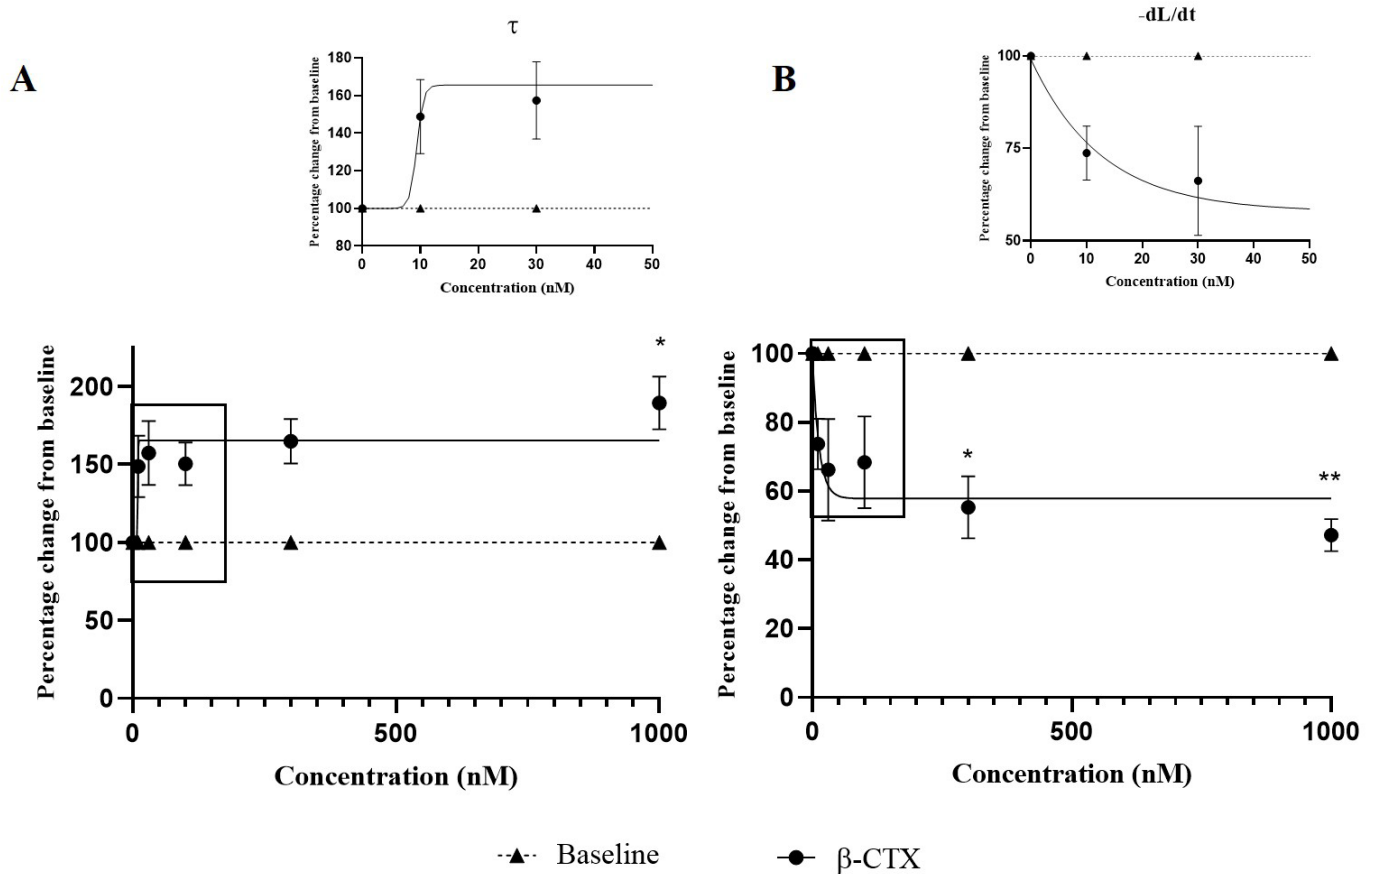 τ
-dL/dt
A
B
Percentage change from baseline
180
160
140
120
100
80
0
10
20
30
40
50
Concentration (nM)
Percentage change from baseline
100
75
50
0
10
20
30
40
50
Concentration (nM)
Percentage change from baseline
200
150
100
50
0
*
0
500
1000
Concentration (nM)
Percentage change from baseline
100
80
60
40
20
0
*
**
0
500
1000
Concentration (nM)
Baseline
β-CTX